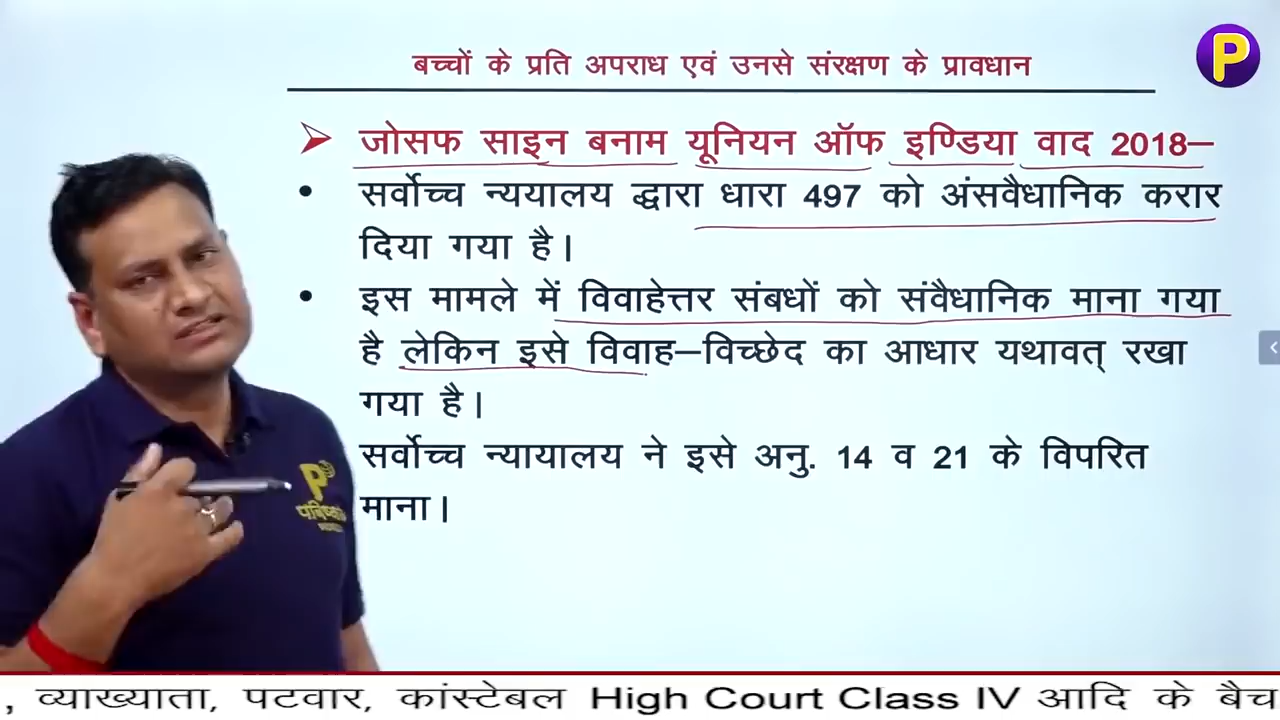 बच्चों के प्रति अपराध एवं उनसे संरक्षण के प्रावधान
P
जोसफ साइन बनाम यूनियन ऑफ इण्डिया वाद 2018–
• सर्वोच्च न्ययालय द्धारा धारा 497 को अंसवैधानिक करार
दिया गया है।
• इस मामले में विवाहेत्तर संबधों को संवैधानिक माना गया
है लेकिन इसे विवाह–विच्छेद का आधार यथावत् रखा
गया है।
सर्वोच्च न्यायालय ने इसे अनु. 14 व 21 के विपरित
माना।
P
, व्याख्याता, पटवार, कांस्टेबल High Court Class IV आदि के बैच